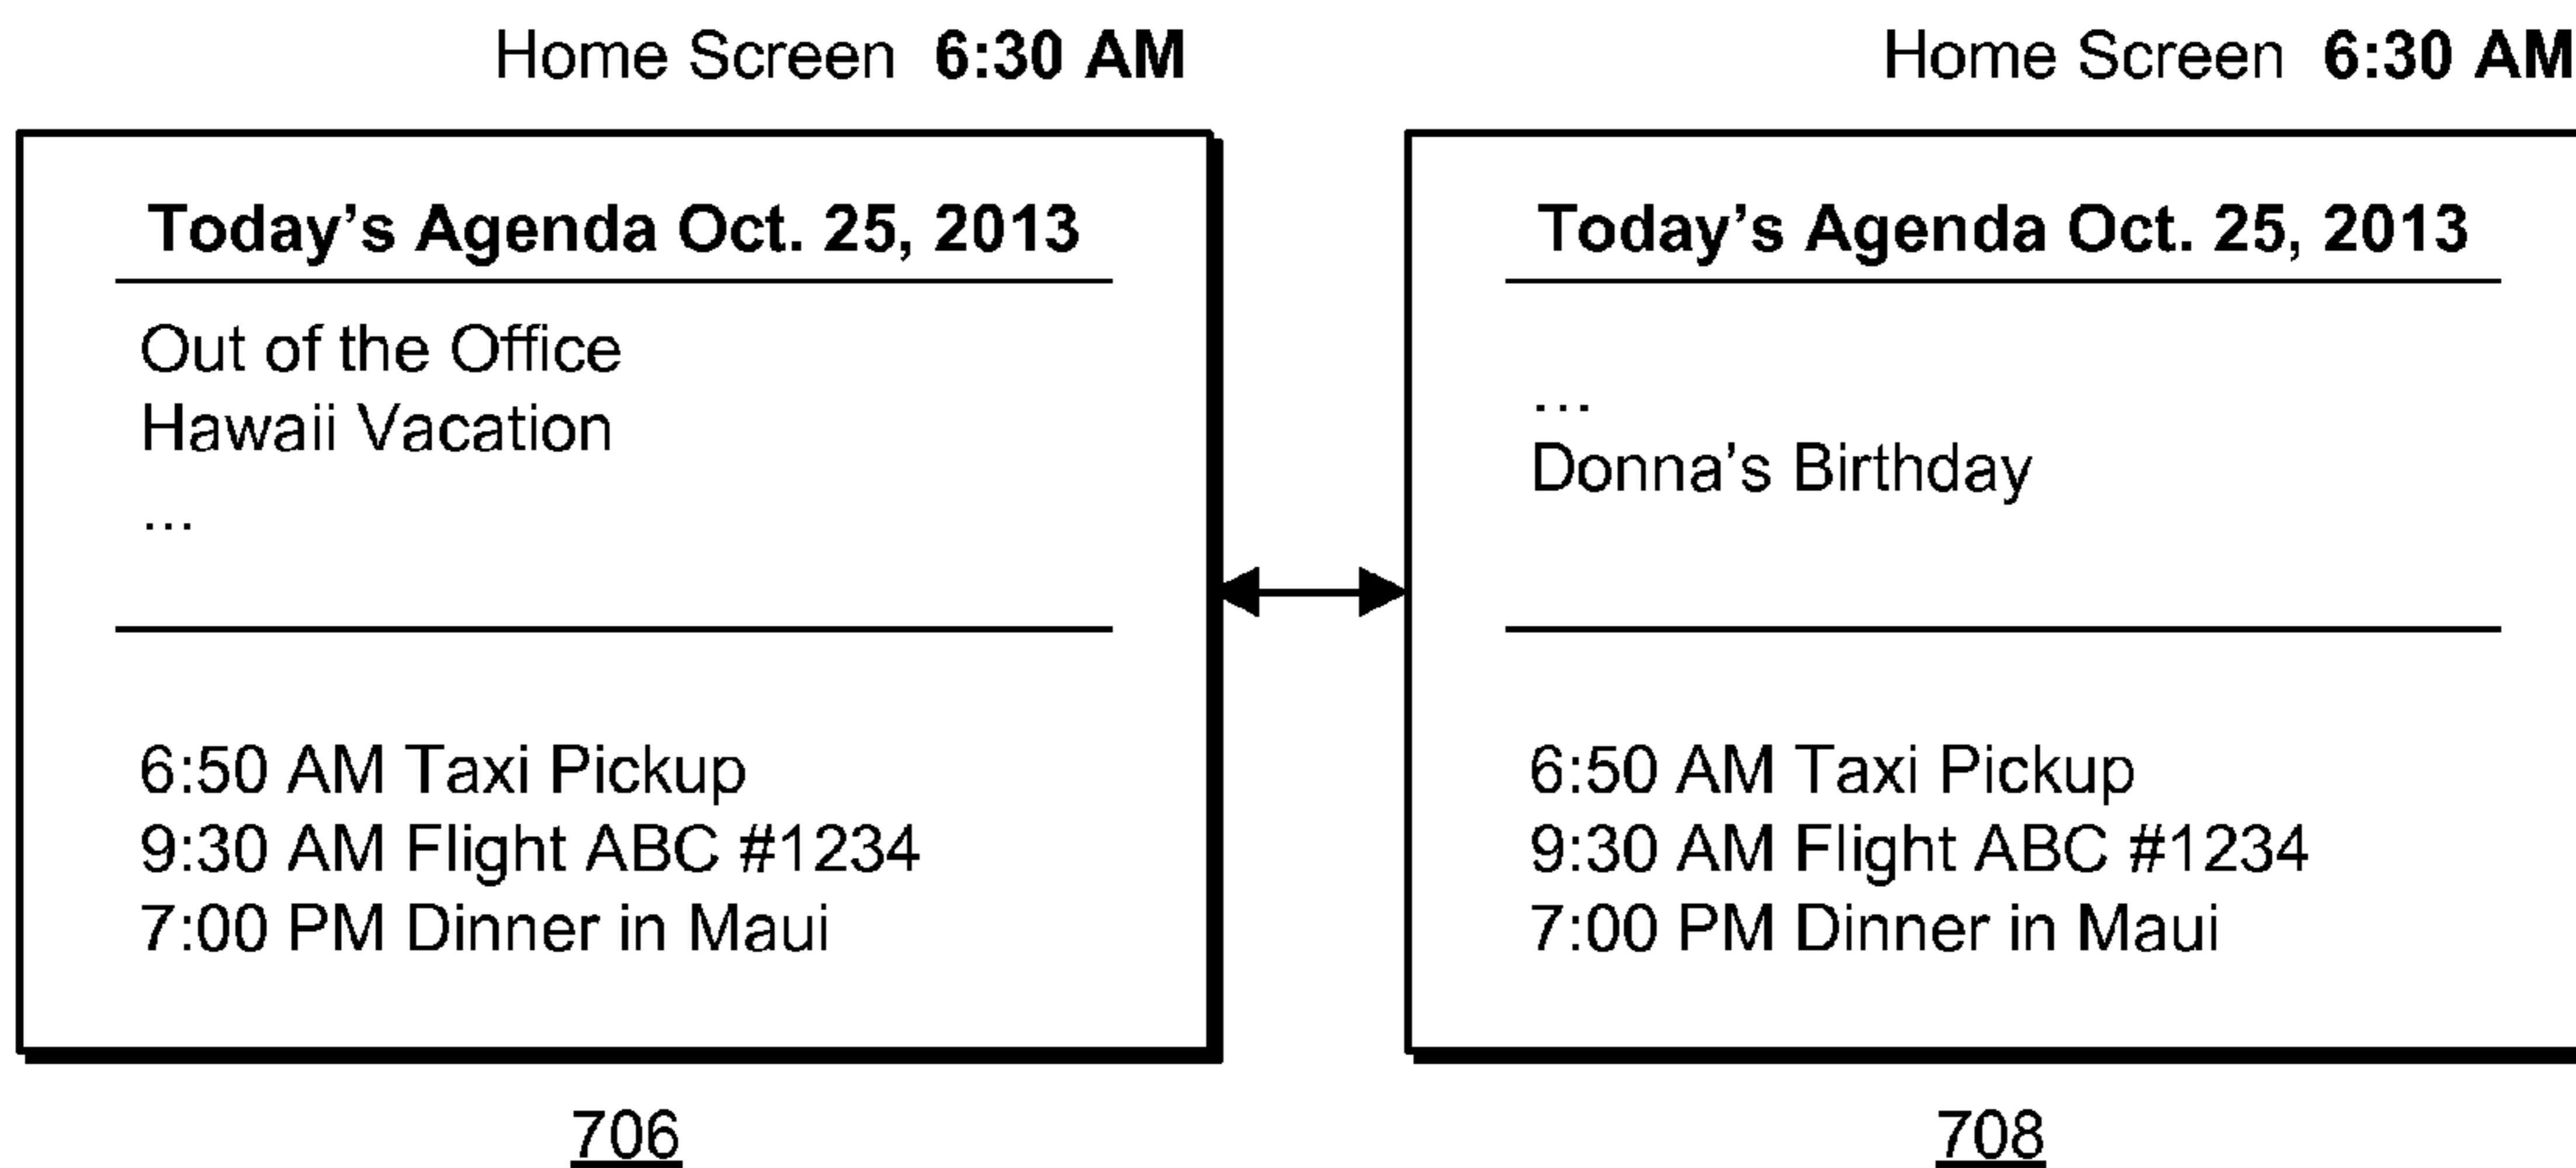 Home Screen 6:30 AM
Today's Agenda Oct. 25, 2013
Out of the Office
Hawaii Vacation
...
6:50 AM Taxi Pickup
9:30 AM Flight ABC #1234
7:00 PM Dinner in Maui
706
Home Screen 6:30 AM
Today's Agenda Oct. 25, 2013
...
Donna's Birthday
6:50 AM Taxi Pickup
9:30 AM Flight ABC #1234
7:00 PM Dinner in Maui
708